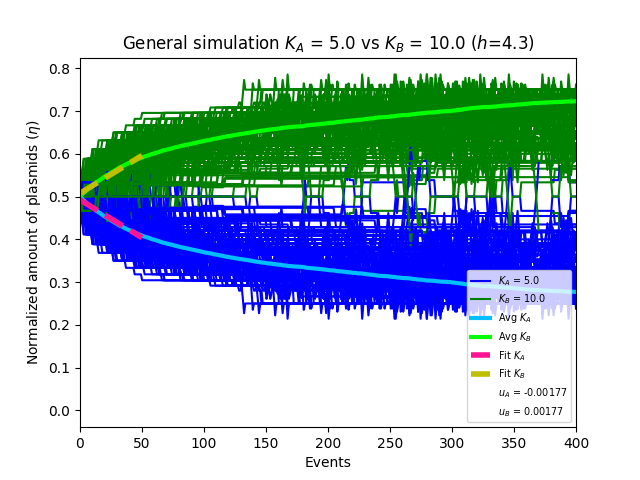 General simulation K_A = 5.0 vs K_B = 10.0 (h=4.3)
Normalized amount of plasmids (η)
0.8
0.7
0.6
0.5
0.4
0.3
0.2
0.1
0.0
K_A = 5.0
K_B = 10.0
Avg K_A
Avg K_B
Fit K_A
Fit K_B
u_A = -0.00177
u_B = 0.00177
0 50 100 150 200 250 300 350 400
Events